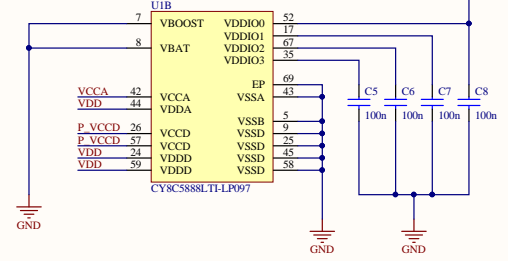 U1B
7 VBOOST VDDIO0 52
VDDIO1 17
8 VBAT VDDIO2 67
VDDIO3 35
EP 69
VCCA 42 VCCA VSSA 43
VDD 44 VDDA
VSSB 5
P_VCCD 26 VCCD VSSD 9
P_VCCD 57 VCCD VSSD 25
VDD 24 VDDD VSSD 45
VDD 59 VDDD VSSD 58
CY8C5888LTI-LP097
C5 C6 C7 C8
100n 100n 100n 100n
GND GND GND